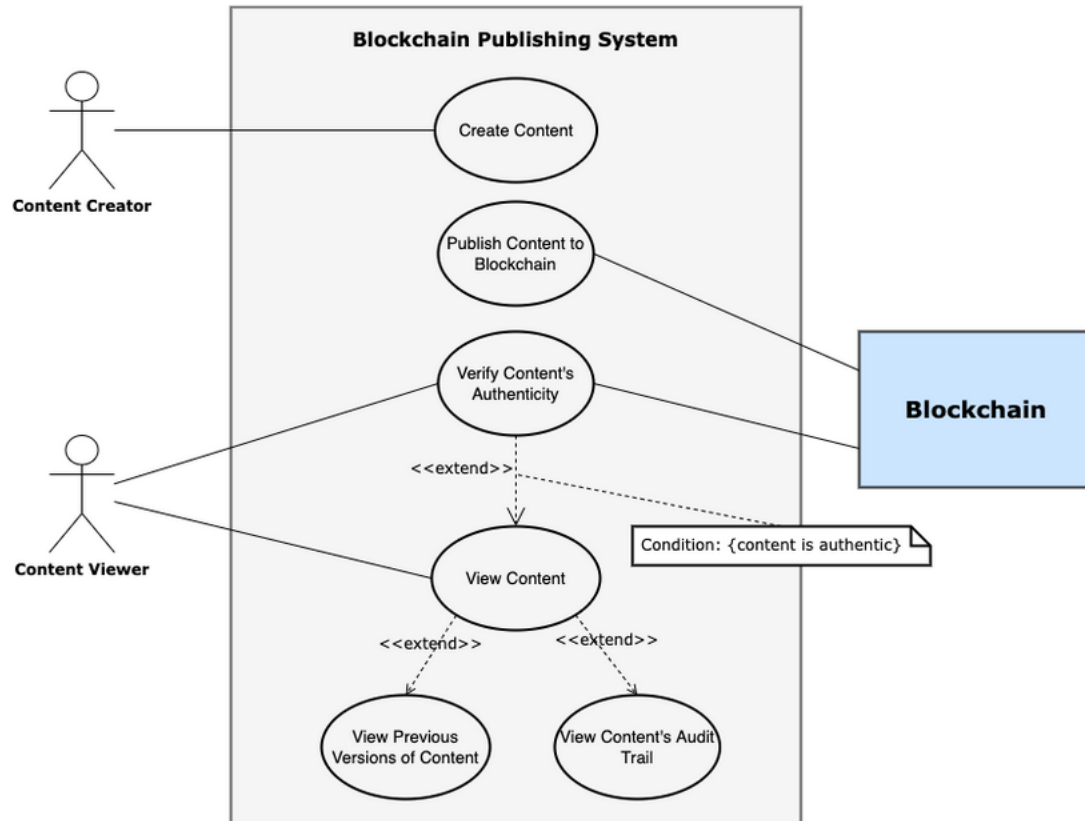 Blockchain Publishing System
Create Content
Content Creator
Publish Content to
Blockchain
Verify Content's
Authenticity
Blockchain
<<extend>>
Condition: {content is authentic}
Content Viewer
View Content
<<extend>>
<<extend>>
View Previous
Versions of Content
View Content's Audit
Trail